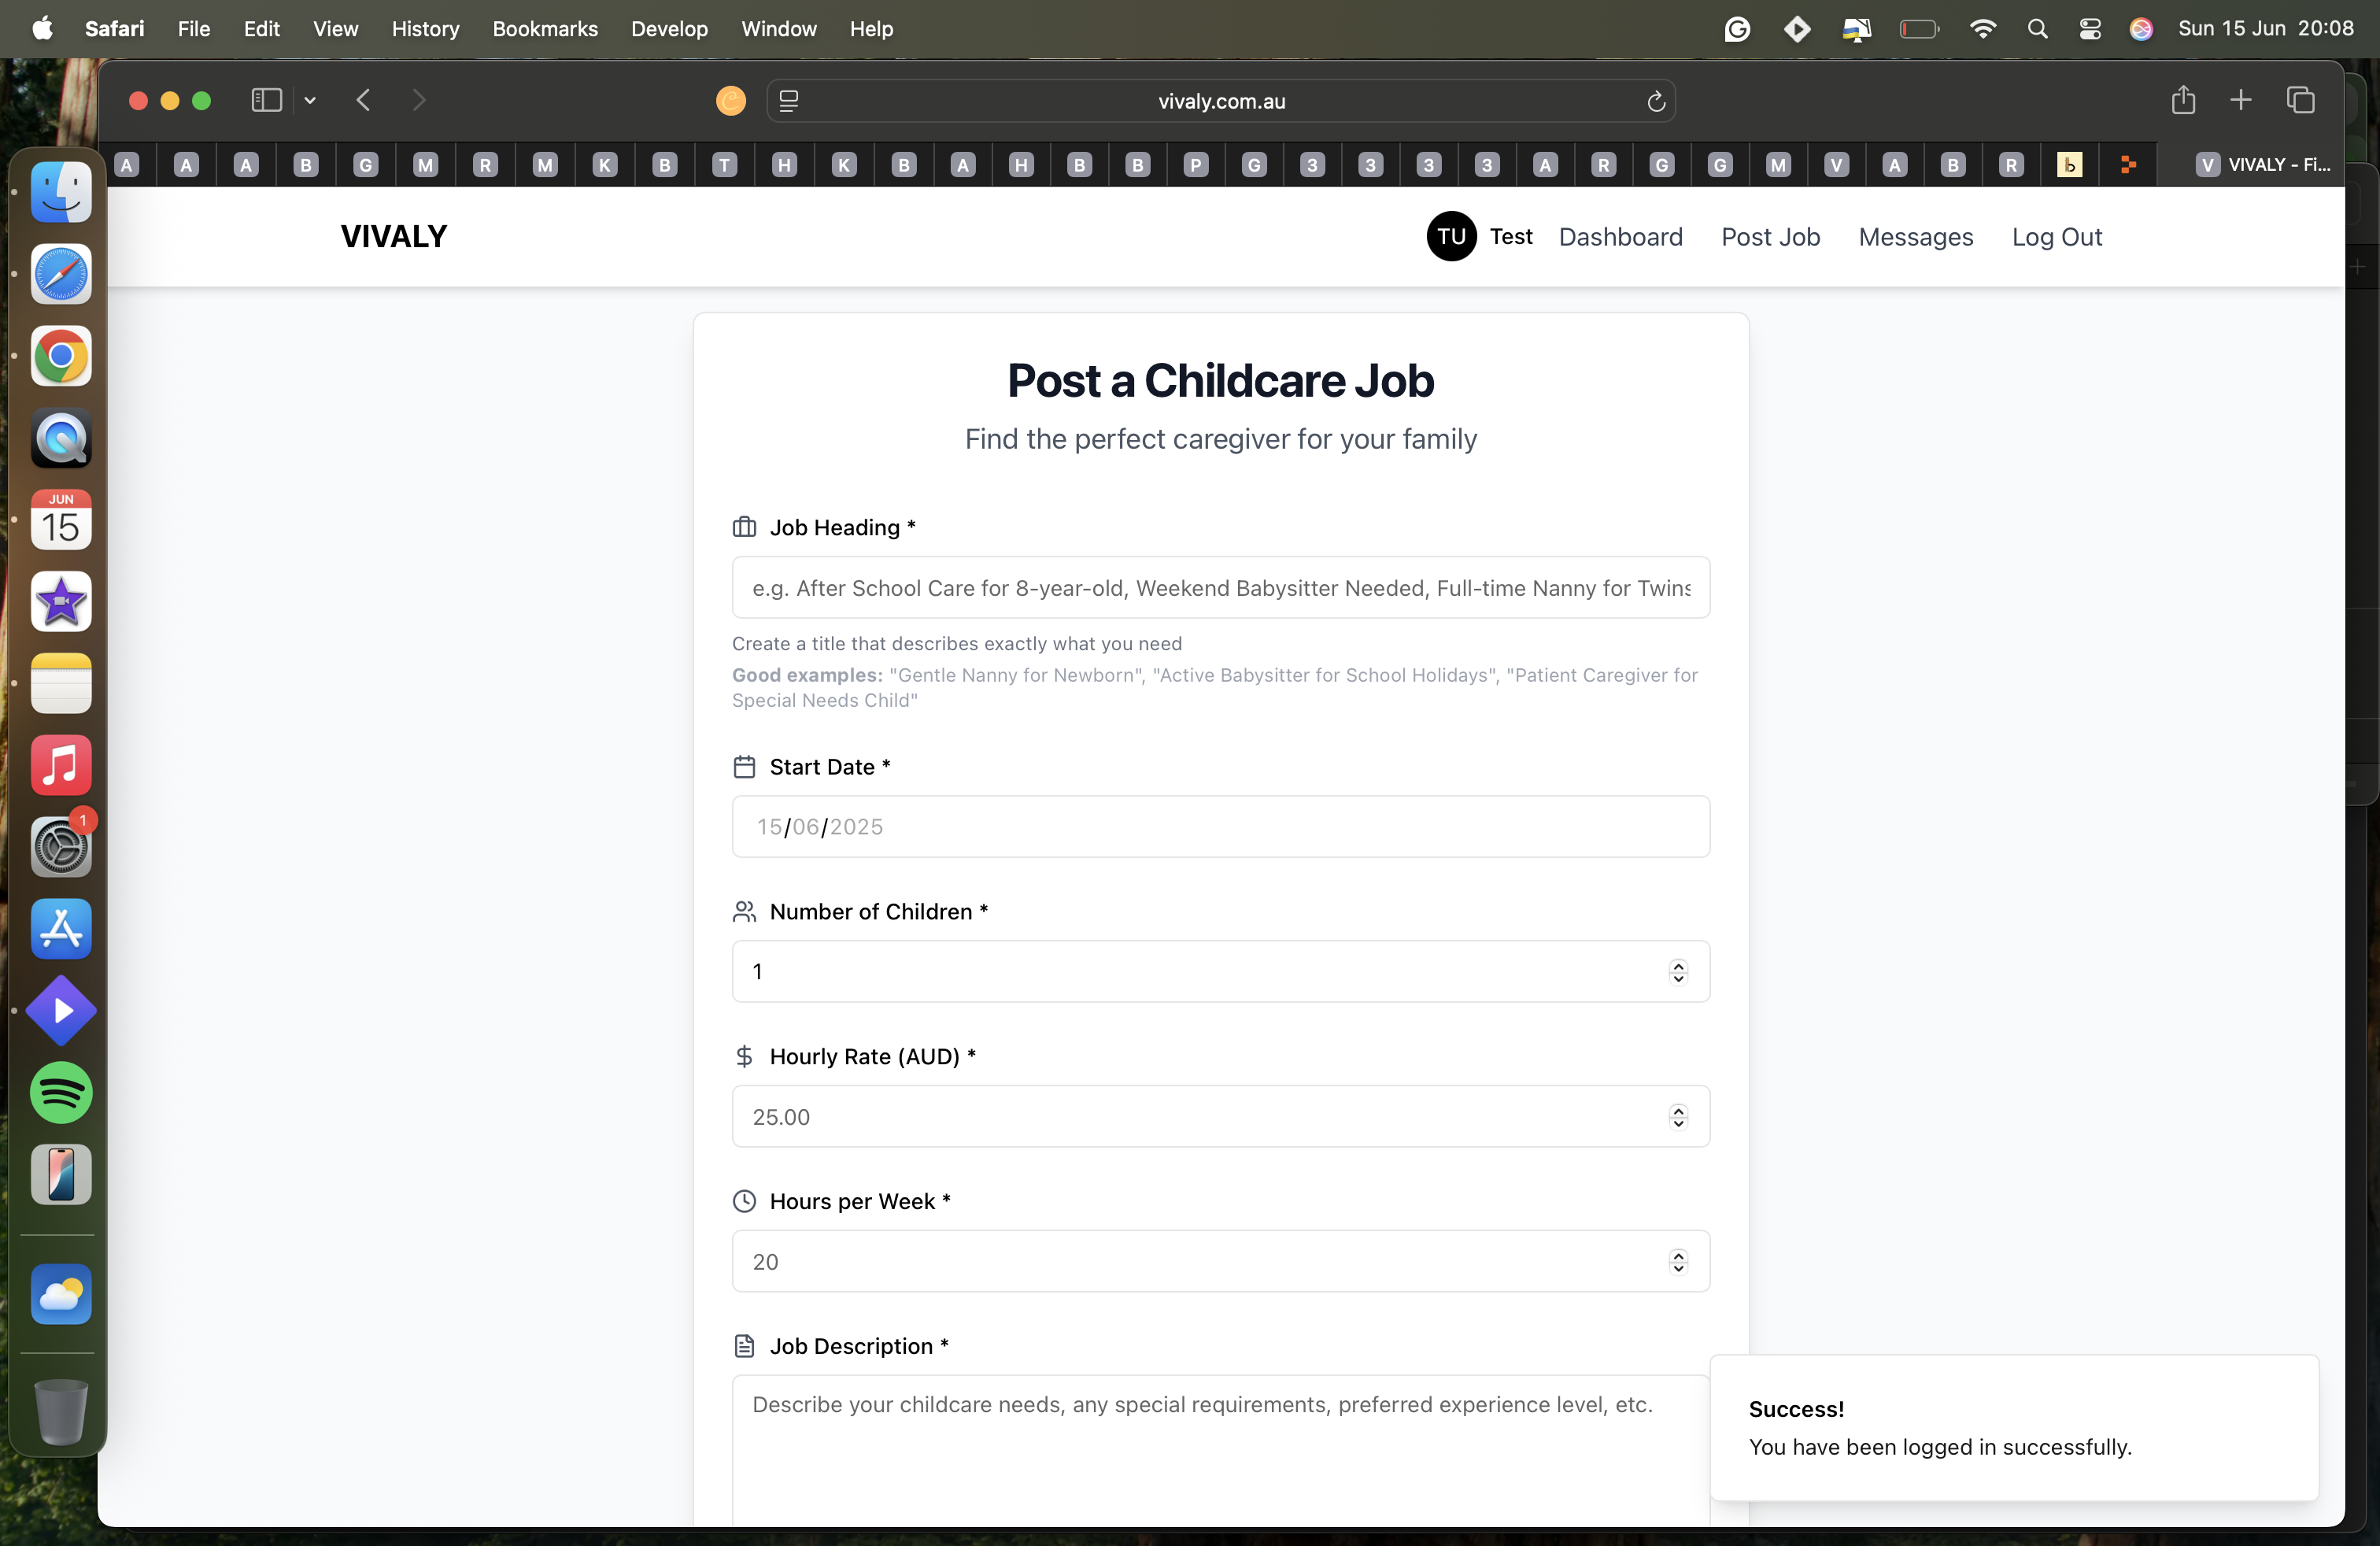 Safari File Edit View History Bookmarks Develop Window Help Sun 15 Jun 20:08
vivaly.com.au
A A A B G M R M K B T H K B A H B B P G 3 3 3 3 A R G G M V A B R b V VIVALY - Fi...
VIVALY TU Test Dashboard Post Job Messages Log Out
Post a Childcare Job
Find the perfect caregiver for your family
Job Heading *
e.g. After School Care for 8-year-old, Weekend Babysitter Needed, Full-time Nanny for Twins
Create a title that describes exactly what you need
Good examples: "Gentle Nanny for Newborn", "Active Babysitter for School Holidays", "Patient Caregiver for
Special Needs Child"
Start Date *
15/06/2025
Number of Children *
1
Hourly Rate (AUD) *
25.00
Hours per Week *
20
Job Description *
Describe your childcare needs, any special requirements, preferred experience level, etc.
Success!
You have been logged in successfully.
JUN
15
1